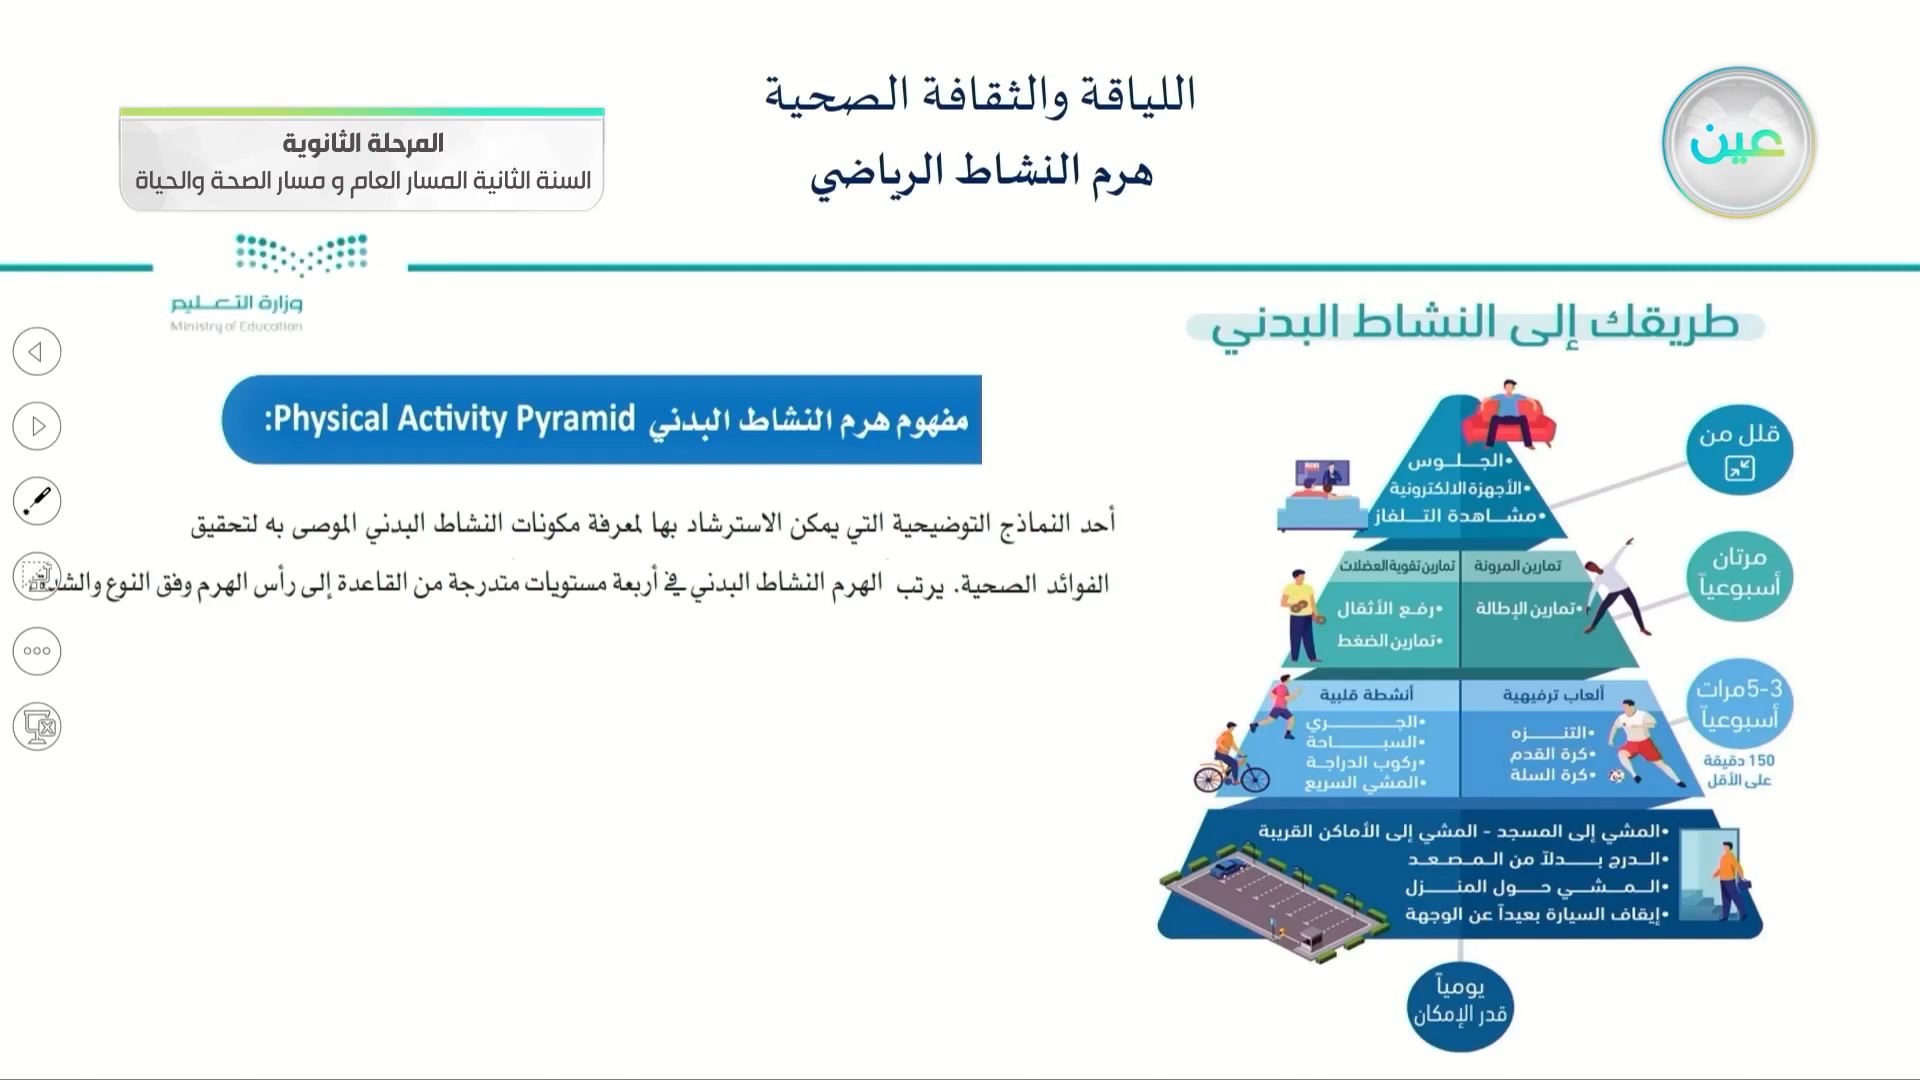 اللياقة والثقافة الصحية
هرم النشاط الرياضي
عين
المرحلة الثانوية
السنة الثانية المسار العام و مسار الصحة والحياة
وزارة التعليم
Ministry of Education
طريقك إلى النشاط البدني
مفهوم هرم النشاط البدني Physical Activity Pyramid:
أحد النماذج التوضيحية التي يمكن الاسترشاد بها لمعرفة مكونات النشاط البدني الموصى به لتحقيق
الفوائد الصحية. يرتب الهرم النشاط البدني في أربعة مستويات متدرجة من القاعدة إلى رأس الهرم وفق النوع
قلل من
•الجلوس
•الأجهزة الالكترونية
•مشاهدة التلفاز
مرتان
أسبوعياً
تمارين المرونة
•تمارين الإطالة
تمارين تقوية العضلات
•رفع الأثقال
•تمارين الضغط
3-5مرات
أسبوعياً
150 دقيقة
على الأقل
ألعاب ترفيهية
•التنزه
•كرة القدم
•كرة السلة
أنشطة قلبية
•الجري
•السباحة
•ركوب الدراجة
•المشي السريع
•المشي إلى المسجد - المشي إلى الأماكن القريبة
•الدرج بدلاً من المصعد
•المشي حول المنزل
•إيقاف السيارة بعيداً عن الوجهة
يومياً
قدر الإمكان